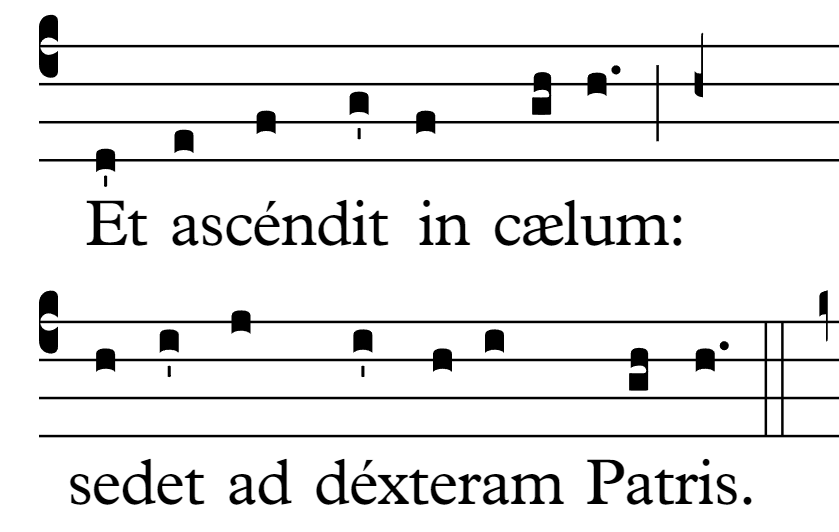 Et ascéndit in cælum:
sedet ad déxteram Patris.